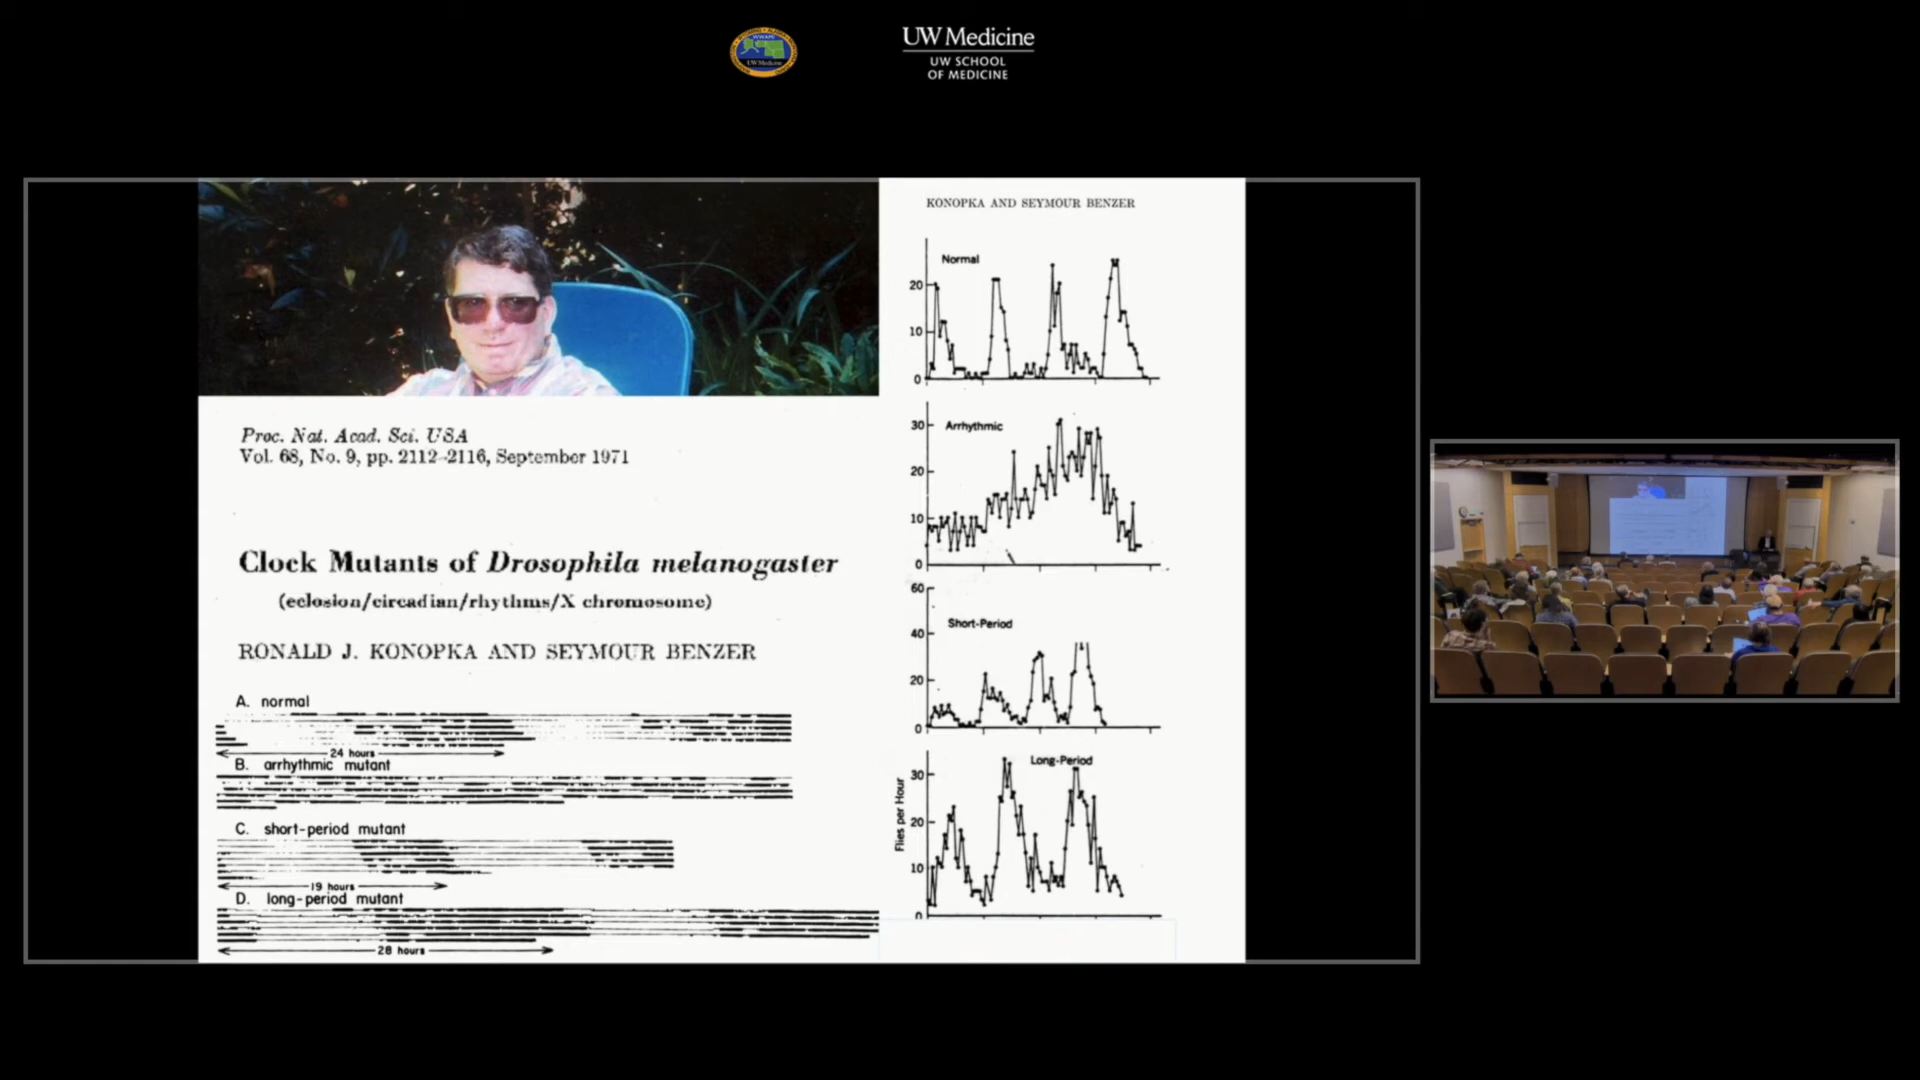 UW Medicine
UW Medicine
UW SCHOOL
OF MEDICINE
Proc. Nat. Acad. Sci. USA
Vol. 68, No. 9, pp. 2112-2116, September 1971
Clock Mutants of Drosophila melanogaster
(eclosion/circadian/rhythms/X chromosome)
RONALD J. KONOPKA AND SEYMOUR BENZER
A. normal
24 hours
B. arrhythmic mutant
C. short-period mutant
19 hours
D. long-period mutant
28 hours
KONOPKA AND SEYMOUR BENZER
Normal
20
10
0
Arrhythmic
30
20
10
0
Short-Period
60
40
20
0
Long-Period
Flies per Hour
30
20
10
0